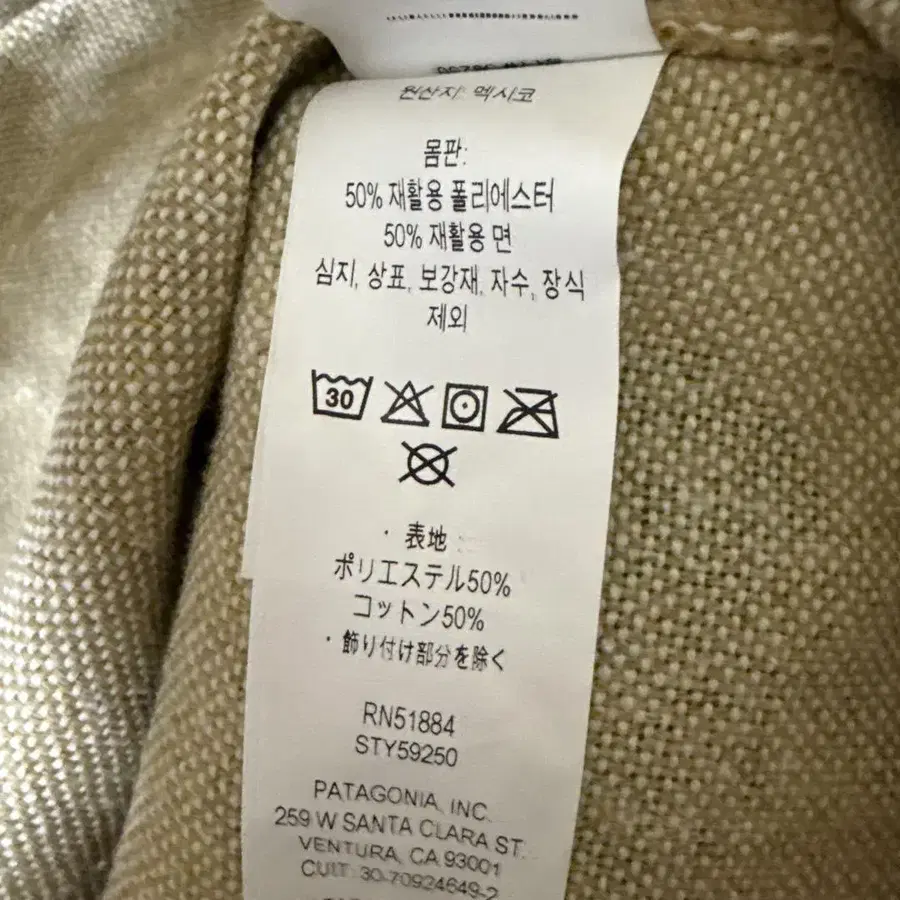 원산지: 멕시코
몸판:
50% 재활용 폴리에스터
50% 재활용 면
심지, 상표, 보강재, 자수, 장식
제외
30
・表地
ポリエステル50%
コットン50%
・飾り付け部分を除く
RN51884
STY59250
PATAGONIA, INC.
259 W SANTA CLARA ST.
VENTURA, CA 93001
CUIT: 30-70924649-2